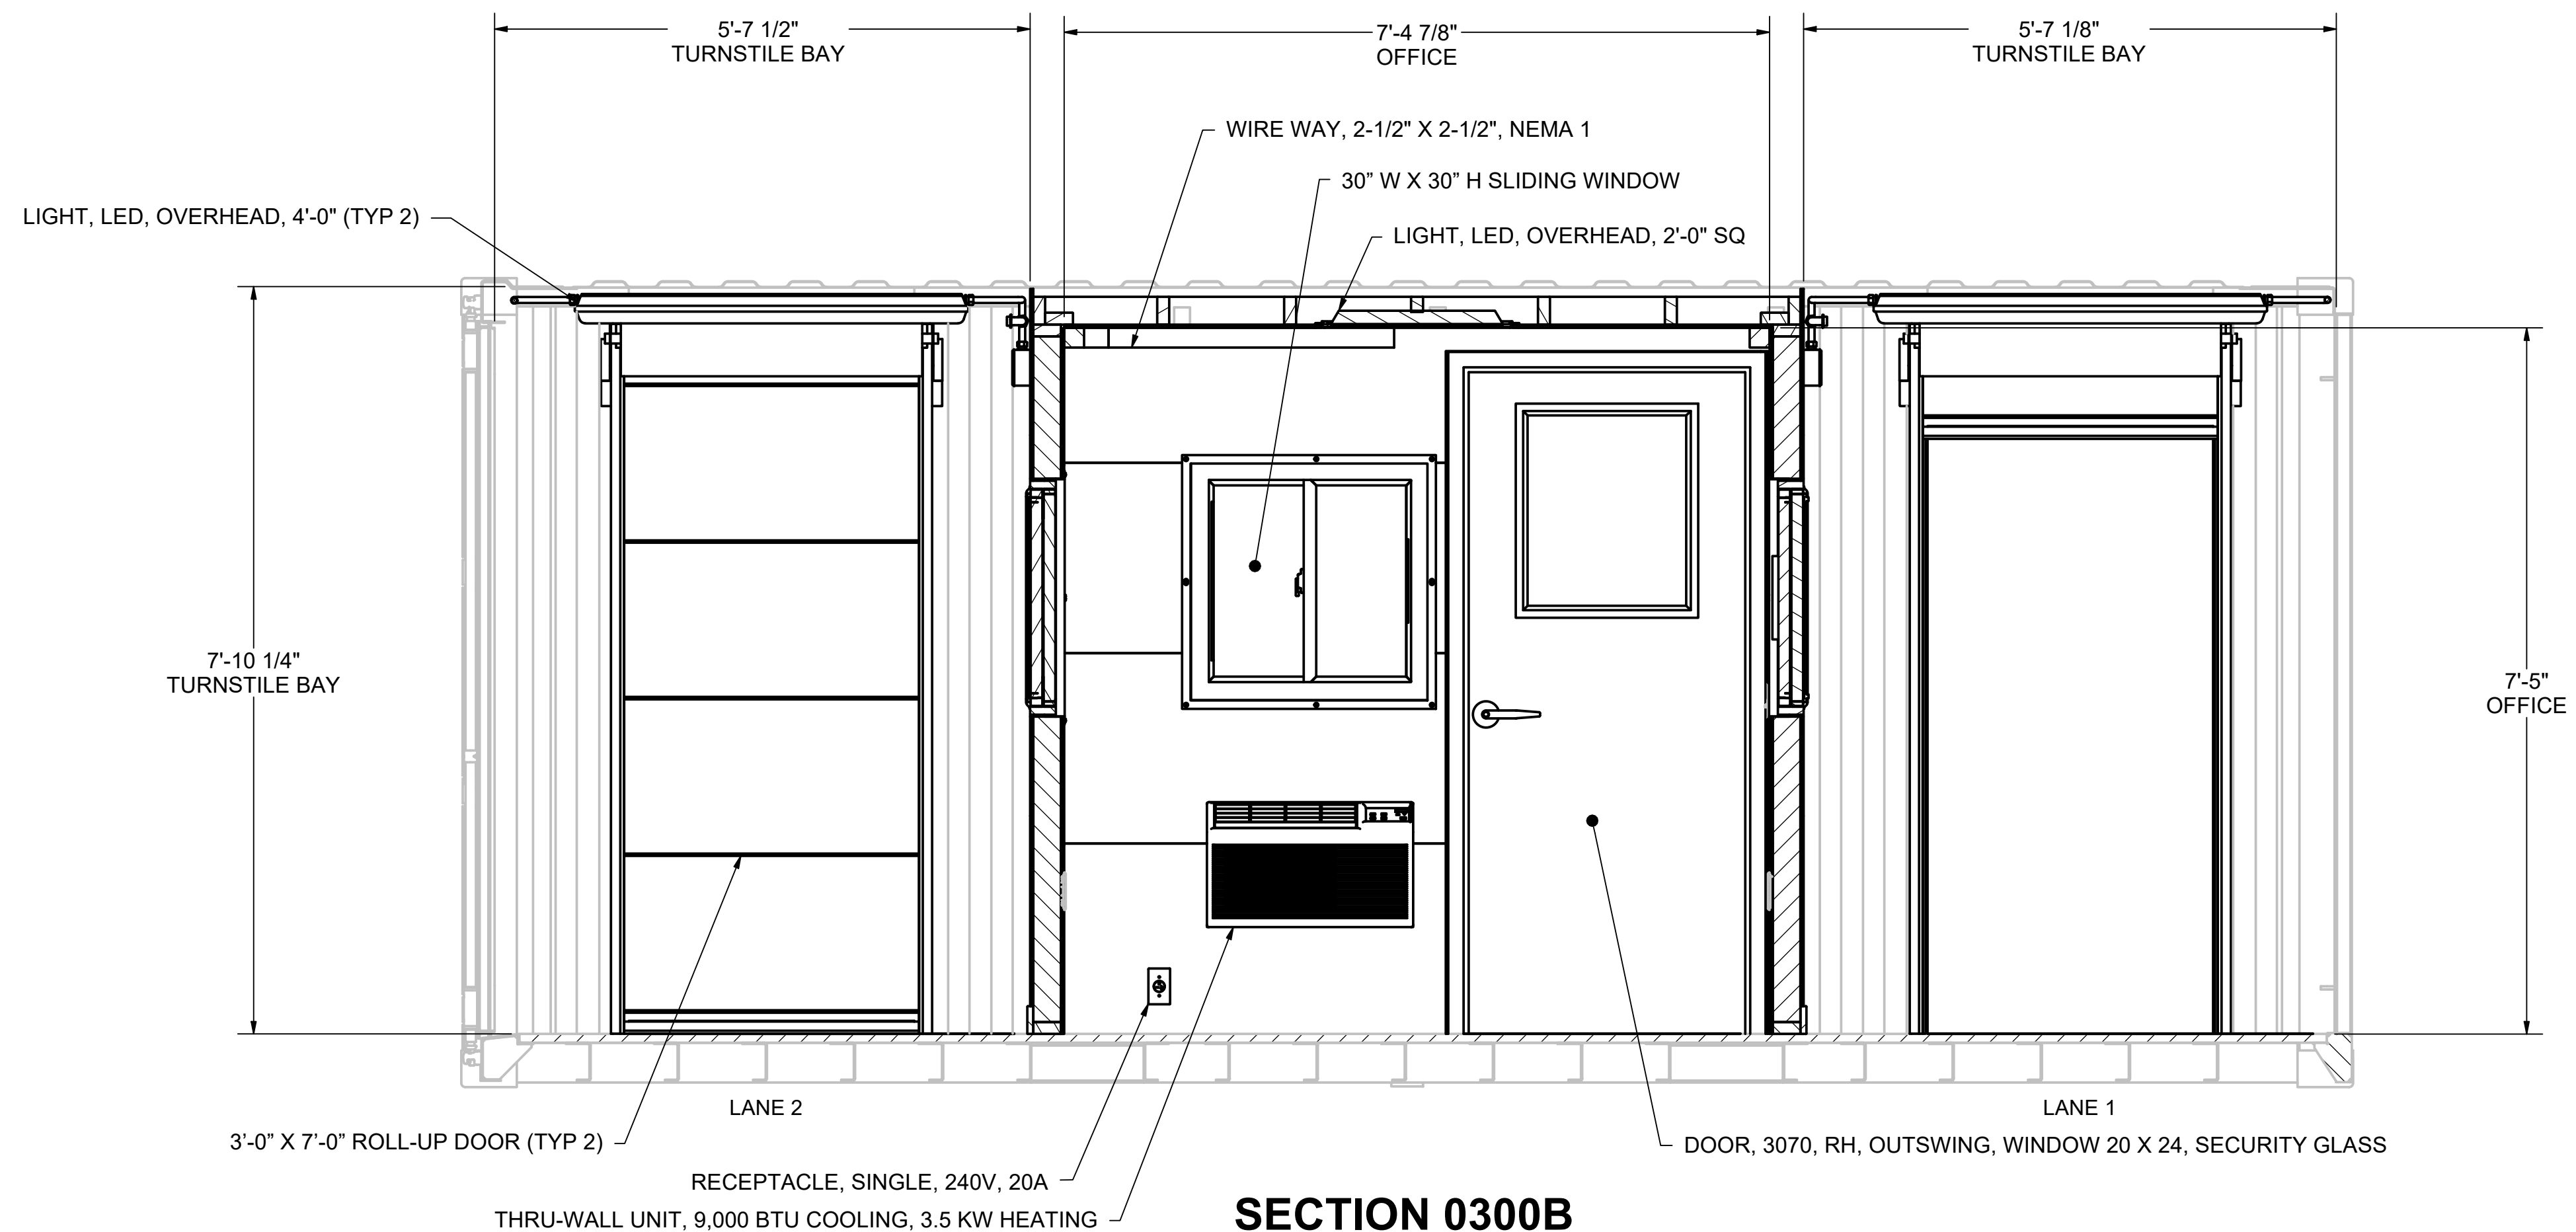 5'-7 1/2"
TURNSTILE BAY
7'-4 7/8"
OFFICE
5'-7 1/8"
TURNSTILE BAY
WIRE WAY, 2-1/2" X 2-1/2", NEMA 1
30” W X 30” H SLIDING WINDOW
LIGHT, LED, OVERHEAD, 4'-0" (TYP 2)
LIGHT, LED, OVERHEAD, 2'-0" SQ
7'-10 1/4"
TURNSTILE BAY
7'-5"
OFFICE
LANE 2
LANE 1
3’-0” X 7’-0” ROLL-UP DOOR (TYP 2)
DOOR, 3070, RH, OUTSWING, WINDOW 20 X 24, SECURITY GLASS
RECEPTACLE, SINGLE, 240V, 20A
THRU-WALL UNIT, 9,000 BTU COOLING, 3.5 KW HEATING
SECTION 0300B